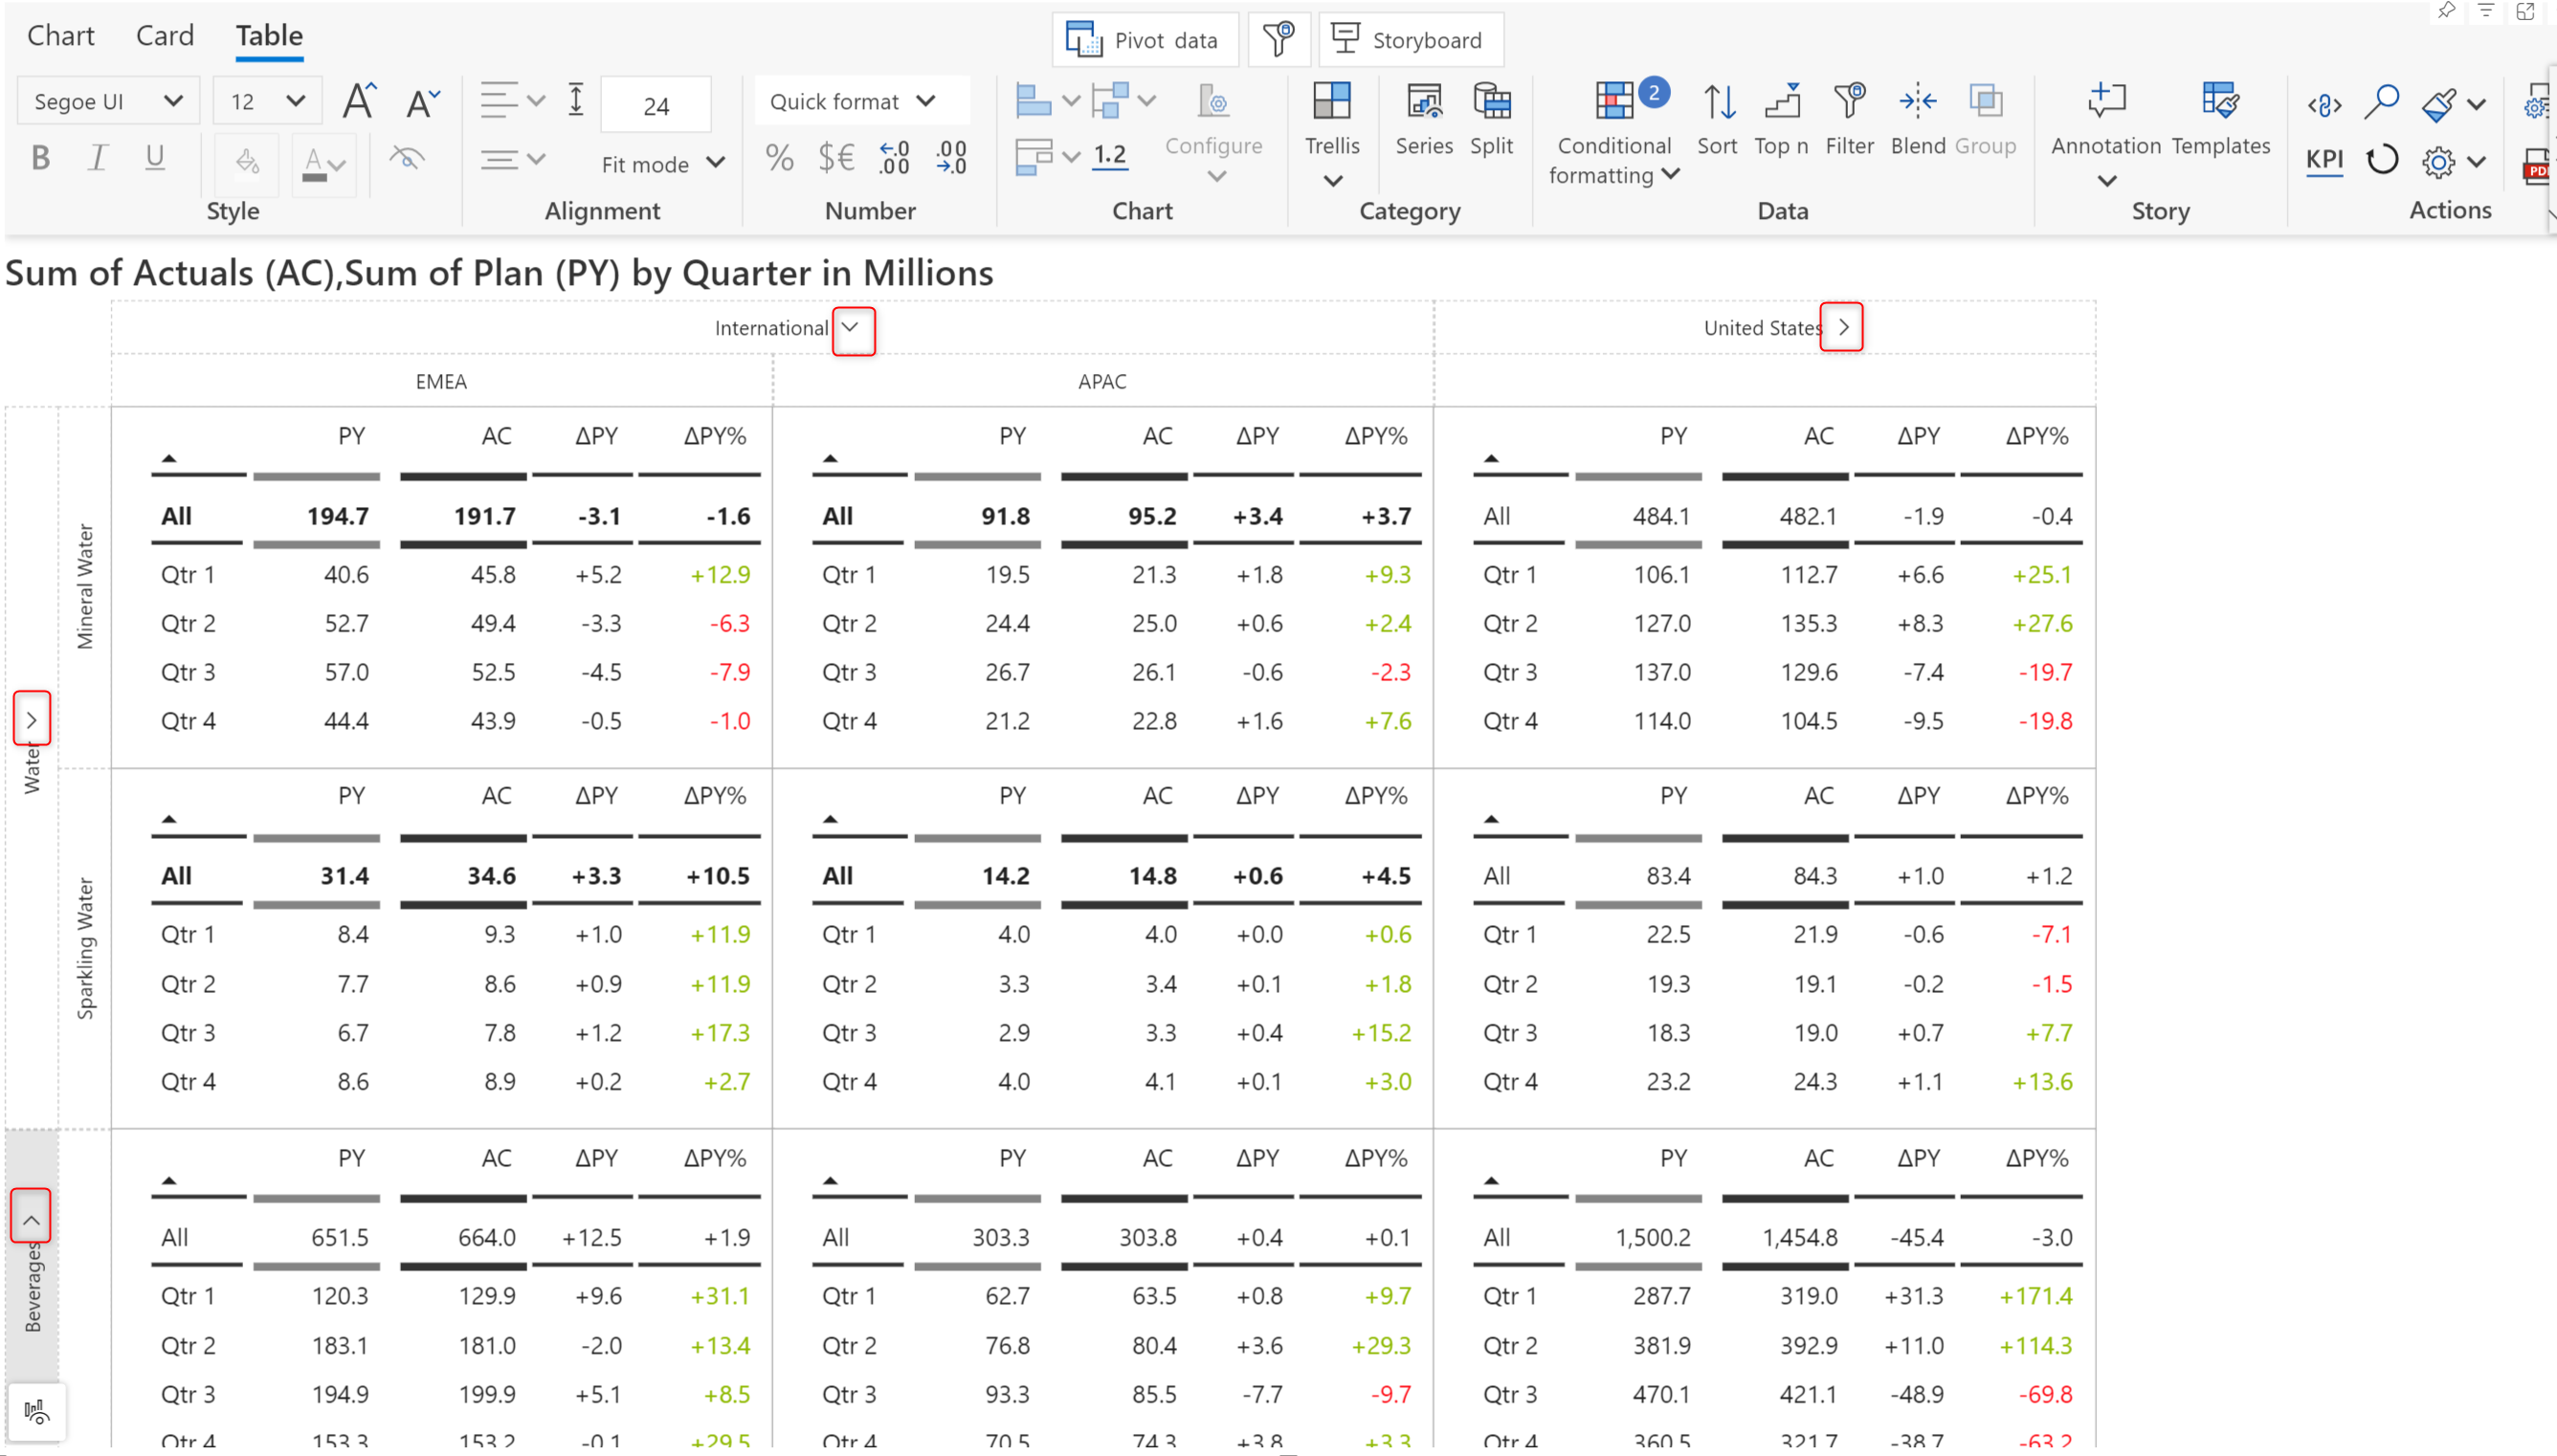 Chart Card Table
Pivot data Storyboard
Segoe UI 12 A A 24 Quick format
B I U A Fit mode % $€ .0 .00 .00 .0 1.2
Configure Trellis Series Split 2 Conditional formatting Sort Top n Filter Blend Group Annotation Templates KPI PDF
Style Alignment Number Chart Category Data Story Actions
Sum of Actuals (AC),Sum of Plan (PY) by Quarter in Millions
International United States
EMEA APAC
Water
Mineral Water
PY AC ΔPY ΔPY% PY AC ΔPY ΔPY% PY AC ΔPY ΔPY%
All 194.7 191.7 -3.1 -1.6 All 91.8 95.2 +3.4 +3.7 All 484.1 482.1 -1.9 -0.4
Qtr 1 40.6 45.8 +5.2 +12.9 Qtr 1 19.5 21.3 +1.8 +9.3 Qtr 1 106.1 112.7 +6.6 +25.1
Qtr 2 52.7 49.4 -3.3 -6.3 Qtr 2 24.4 25.0 +0.6 +2.4 Qtr 2 127.0 135.3 +8.3 +27.6
Qtr 3 57.0 52.5 -4.5 -7.9 Qtr 3 26.7 26.1 -0.6 -2.3 Qtr 3 137.0 129.6 -7.4 -19.7
Qtr 4 44.4 43.9 -0.5 -1.0 Qtr 4 21.2 22.8 +1.6 +7.6 Qtr 4 114.0 104.5 -9.5 -19.8
Sparkling Water
PY AC ΔPY ΔPY% PY AC ΔPY ΔPY% PY AC ΔPY ΔPY%
All 31.4 34.6 +3.3 +10.5 All 14.2 14.8 +0.6 +4.5 All 83.4 84.3 +1.0 +1.2
Qtr 1 8.4 9.3 +1.0 +11.9 Qtr 1 4.0 4.0 +0.0 +0.6 Qtr 1 22.5 21.9 -0.6 -7.1
Qtr 2 7.7 8.6 +0.9 +11.9 Qtr 2 3.3 3.4 +0.1 +1.8 Qtr 2 19.3 19.1 -0.2 -1.5
Qtr 3 6.7 7.8 +1.2 +17.3 Qtr 3 2.9 3.3 +0.4 +15.2 Qtr 3 18.3 19.0 +0.7 +7.7
Qtr 4 8.6 8.9 +0.2 +2.7 Qtr 4 4.0 4.1 +0.1 +3.0 Qtr 4 23.2 24.3 +1.1 +13.6
Beverages
PY AC ΔPY ΔPY% PY AC ΔPY ΔPY% PY AC ΔPY ΔPY%
All 651.5 664.0 +12.5 +1.9 All 303.3 303.8 +0.4 +0.1 All 1,500.2 1,454.8 -45.4 -3.0
Qtr 1 120.3 129.9 +9.6 +31.1 Qtr 1 62.7 63.5 +0.8 +9.7 Qtr 1 287.7 319.0 +31.3 +171.4
Qtr 2 183.1 181.0 -2.0 +13.4 Qtr 2 76.8 80.4 +3.6 +29.3 Qtr 2 381.9 392.9 +11.0 +114.3
Qtr 3 194.9 199.9 +5.1 +8.5 Qtr 3 93.3 85.5 -7.7 -9.7 Qtr 3 470.1 421.1 -48.9 -69.8
Qtr 4 153.3 153.2 -0.1 +29.5 Qtr 4 70.5 74.3 +3.8 +3.3 Qtr 4 360.5 321.7 -38.7 -63.2